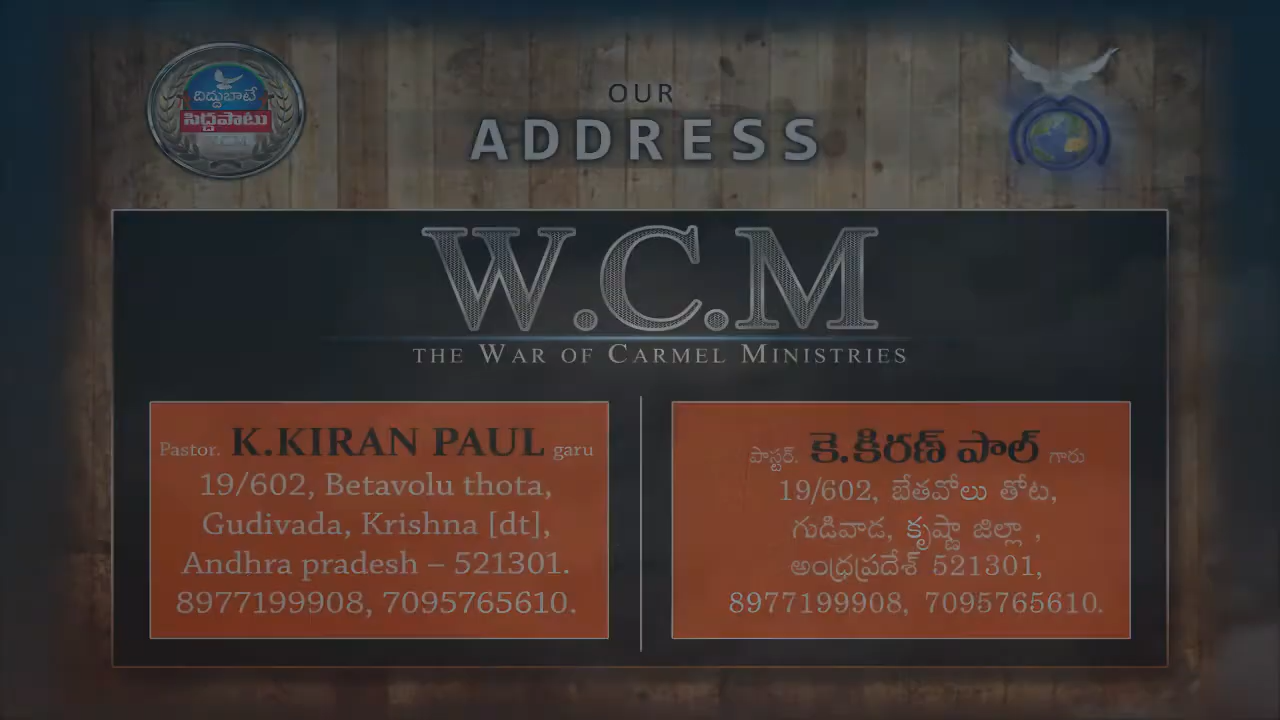 దిద్దుబాటే
సిద్దపాటు
OUR
ADDRESS
W.C.M
THE WAR OF CARMEL MINISTRIES
Pastor. K.KIRAN PAUL garu
19/602, Betavolu thota,
Gudivada, Krishna [dt],
Andhra pradesh – 521301.
8977199908, 7095765610.
పాస్టర్. కె.కిరణ్ పాల్ గారు
19/602, బేతవోలు తోట,
గుడివాడ, కృష్ణా జిల్లా ,
అంధ్రప్రదేశ్ 521301,
8977199908, 7095765610.